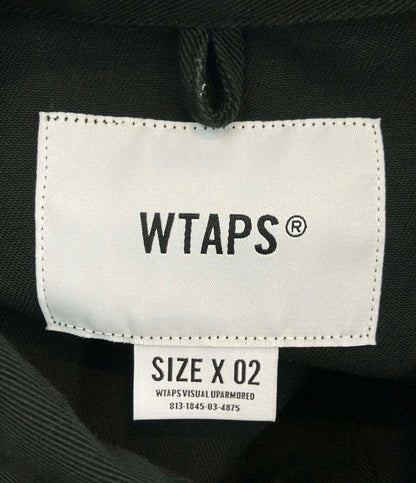 WTAPS®
SIZE X 02
WTAPS VISUAL UPARMORED
813-1845-03-4875